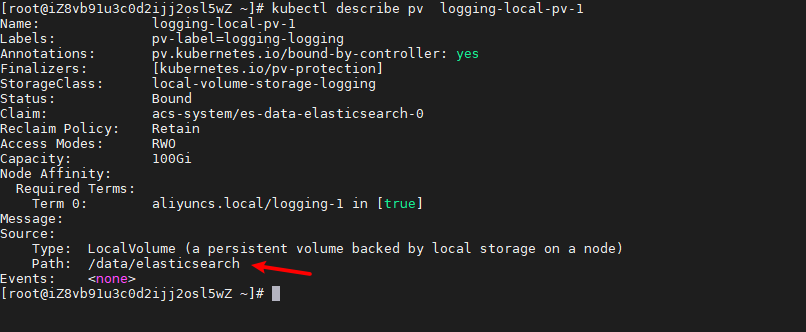 [root@iZ8vb91u3c0d2ijj2osl5wZ ~]# kubectl describe pv  logging-local-pv-1
Name:              logging-local-pv-1
Labels:            pv-label=logging-logging
Annotations:       pv.kubernetes.io/bound-by-controller: yes
Finalizers:        [kubernetes.io/pv-protection]
StorageClass:      local-volume-storage-logging
Status:            Bound
Claim:             acs-system/es-data-elasticsearch-0
Reclaim Policy:    Retain
Access Modes:      RWO
Capacity:          100Gi
Node Affinity:
  Required Terms:
    Term 0:        aliyuncs.local/logging-1 in [true]
Message:
Source:
    Type:  LocalVolume (a persistent volume backed by local storage on a node)
    Path:  /data/elasticsearch
Events:    <none>
[root@iZ8vb91u3c0d2ijj2osl5wZ ~]#